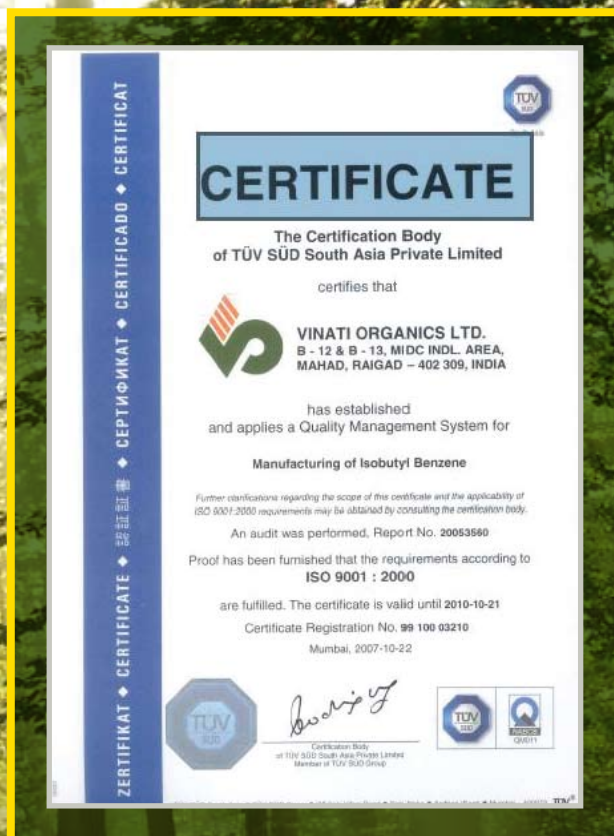 ZERTIFIKAT ◆ CERTIFICATE ◆ 認証証書 ◆ СЕРТИФИКАТ ◆ CERTIFICADO ◆ CERTIFICAT
TÜV
SÜD
CERTIFICATE
The Certification Body
of TÜV SÜD South Asia Private Limited
certifies that
VINATI ORGANICS LTD.
B - 12 & B - 13, MIDC INDL. AREA,
MAHAD, RAIGAD – 402 309, INDIA
has established
and applies a Quality Management System for
Manufacturing of Isobutyl Benzene
Further clarifications regarding the scope of this certificate and the applicability of
ISO 9001:2000 requirements may be obtained by consulting the certification body.
An audit was performed, Report No. 20053560
Proof has been furnished that the requirements according to
ISO 9001 : 2000
are fulfilled. The certificate is valid until 2010-10-21
Certificate Registration No. 99 100 03210
Mumbai, 2007-10-22
TÜV
SÜD
Certification Body
of TÜV SÜD South Asia Private Limited
Member of TÜV SÜD Group
TÜV
SÜD
QM011
TÜV®